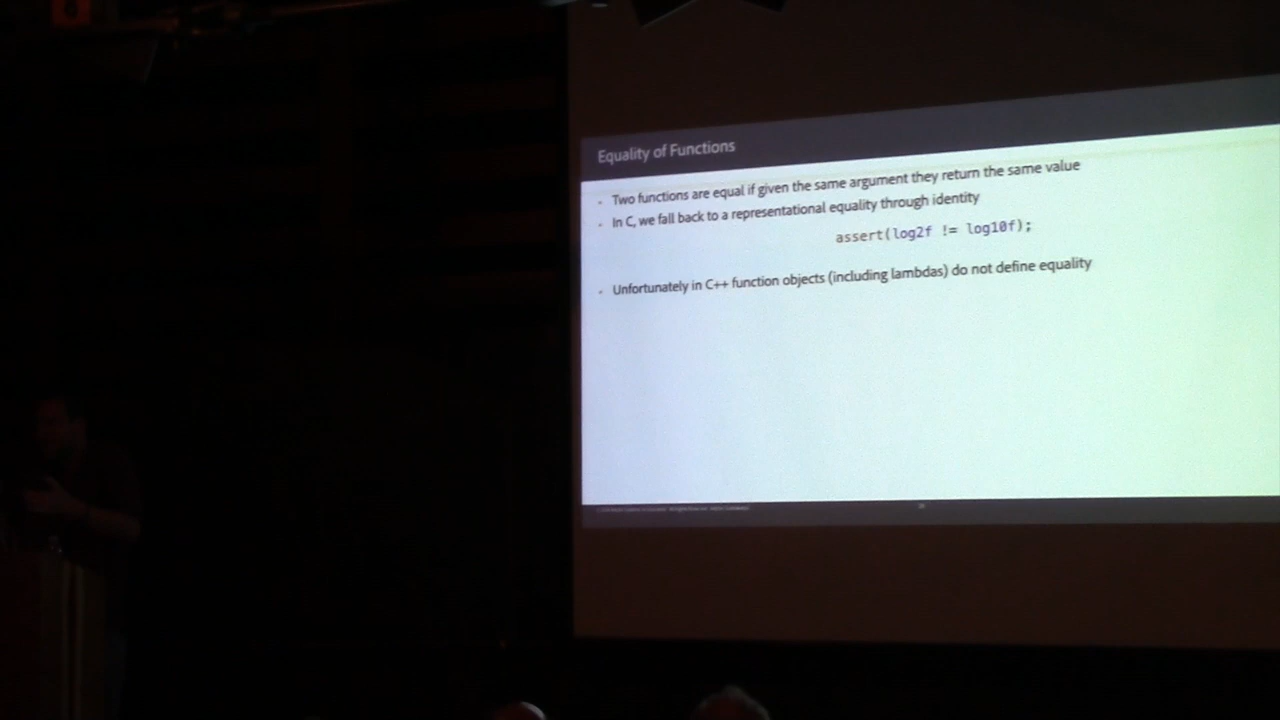 Equality of Functions
- Two functions are equal if given the same argument they return the same value
- In C, we fall back to a representational equality through identity
assert(log2f != log10f);
- Unfortunately in C++ function objects (including lambdas) do not define equality